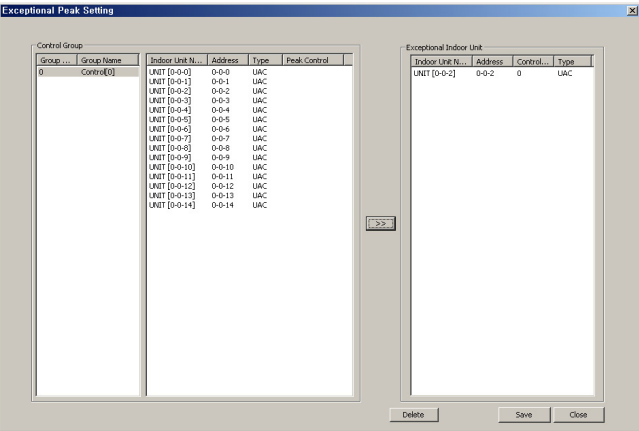 Exceptional Peak Setting
Control Group
Group ... Group Name
0 Control[0]
Indoor Unit N... Address Type Peak Control
UNIT [0-0-0] 0-0-0 UAC
UNIT [0-0-1] 0-0-1 UAC
UNIT [0-0-2] 0-0-2 UAC
UNIT [0-0-3] 0-0-3 UAC
UNIT [0-0-4] 0-0-4 UAC
UNIT [0-0-5] 0-0-5 UAC
UNIT [0-0-6] 0-0-6 UAC
UNIT [0-0-7] 0-0-7 UAC
UNIT [0-0-8] 0-0-8 UAC
UNIT [0-0-9] 0-0-9 UAC
UNIT [0-0-10] 0-0-10 UAC
UNIT [0-0-11] 0-0-11 UAC
UNIT [0-0-12] 0-0-12 UAC
UNIT [0-0-13] 0-0-13 UAC
UNIT [0-0-14] 0-0-14 UAC
>>
Exceptional Indoor Unit
Indoor Unit N... Address Control... Type
UNIT [0-0-2] 0-0-2 0 UAC
Delete Save Close